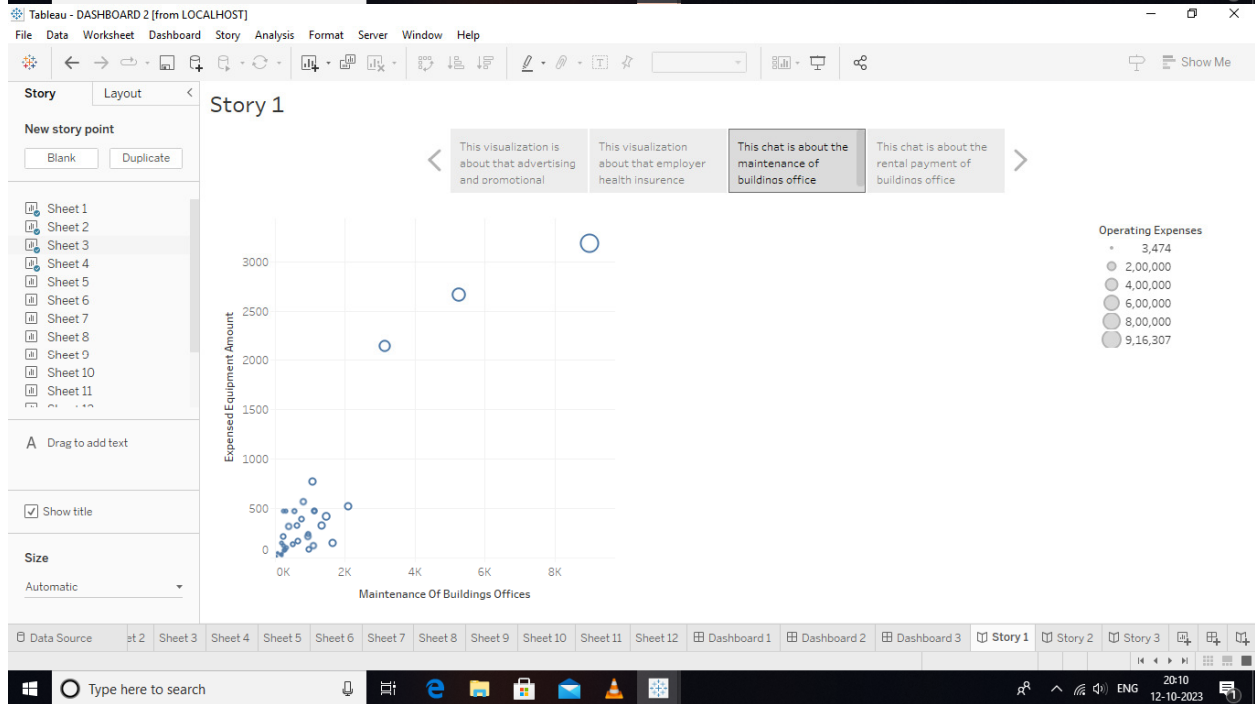 Tableau - DASHBOARD 2 [from LOCALHOST]
File Data Worksheet Dashboard Story Analysis Format Server Window Help
Show Me
Story Layout
New story point
Blank Duplicate
Sheet 1
Sheet 2
Sheet 3
Sheet 4
Sheet 5
Sheet 6
Sheet 7
Sheet 8
Sheet 9
Sheet 10
Sheet 11
A Drag to add text
Show title
Size
Automatic
Story 1
This visualization is
about that advertising
and promotional
This visualization
about that employer
health insurence
This chat is about the
maintenance of
buildings office
This chat is about the
rental payment of
buildings office
Expensed Equipment Amount
3000
2500
2000
1500
1000
500
0
0K 2K 4K 6K 8K
Maintenance Of Buildings Offices
Operating Expenses
3,474
2,00,000
4,00,000
6,00,000
8,00,000
9,16,307
Data Source et 2 Sheet 3 Sheet 4 Sheet 5 Sheet 6 Sheet 7 Sheet 8 Sheet 9 Sheet 10 Sheet 11 Sheet 12 Dashboard 1 Dashboard 2 Dashboard 3 Story 1 Story 2 Story 3
Type here to search
ENG
20:10
12-10-2023
1